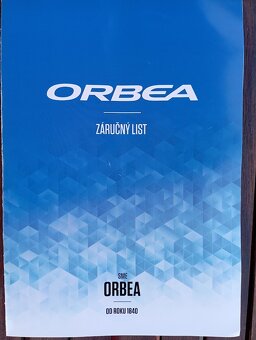 ORBEA
ZÁRUČNÝ LIST
SME
ORBEA
OD ROKU 1840